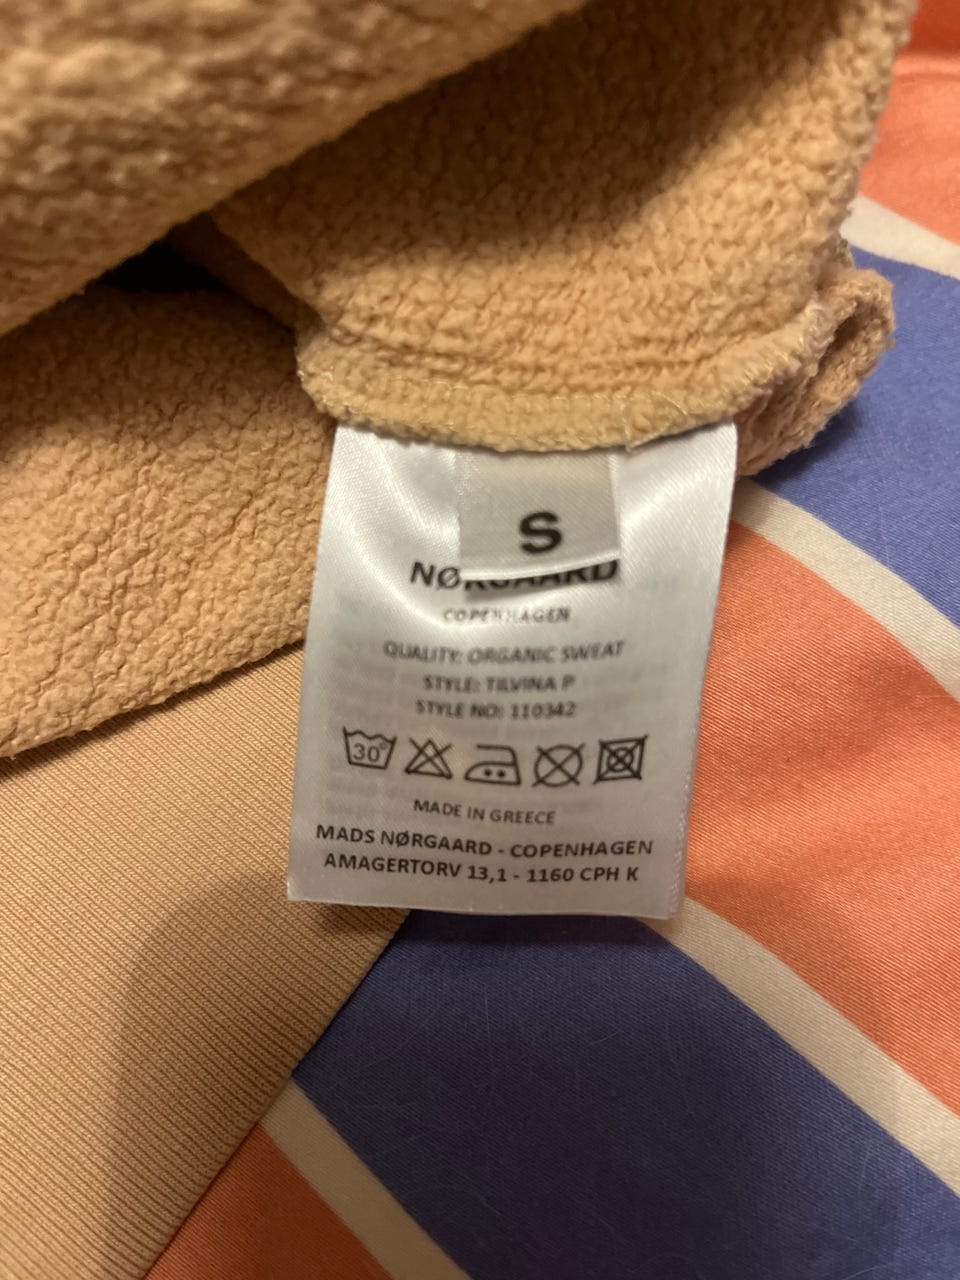 S
NØRGAARD
COPENHAGEN
QUALITY: ORGANIC SWEAT
STYLE: TILVINA P
STYLE NO: 110342
30°
MADE IN GREECE
MADS NØRGAARD - COPENHAGEN
AMAGERTORV 13,1 - 1160 CPH K